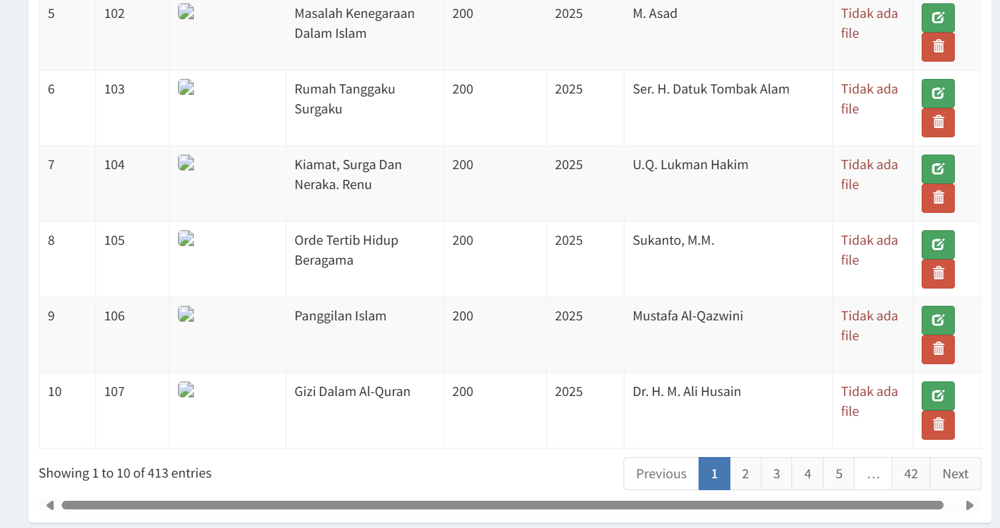 5 102 Masalah Kenegaraan 200 2025 M. Asad Tidak ada
Dalam Islam file
6 103 Rumah Tanggaku 200 2025 Ser. H. Datuk Tombak Alam Tidak ada
Surgaku file
7 104 Kiamat, Surga Dan 200 2025 U.Q. Lukman Hakim Tidak ada
Neraka. Renu file
8 105 Orde Tertib Hidup 200 2025 Sukanto, M.M. Tidak ada
Beragama file
9 106 Panggilan Islam 200 2025 Mustafa Al-Qazwini Tidak ada
file
10 107 Gizi Dalam Al-Quran 200 2025 Dr. H. M. Ali Husain Tidak ada
file
Showing 1 to 10 of 413 entries Previous 1 2 3 4 5 … 42 Next